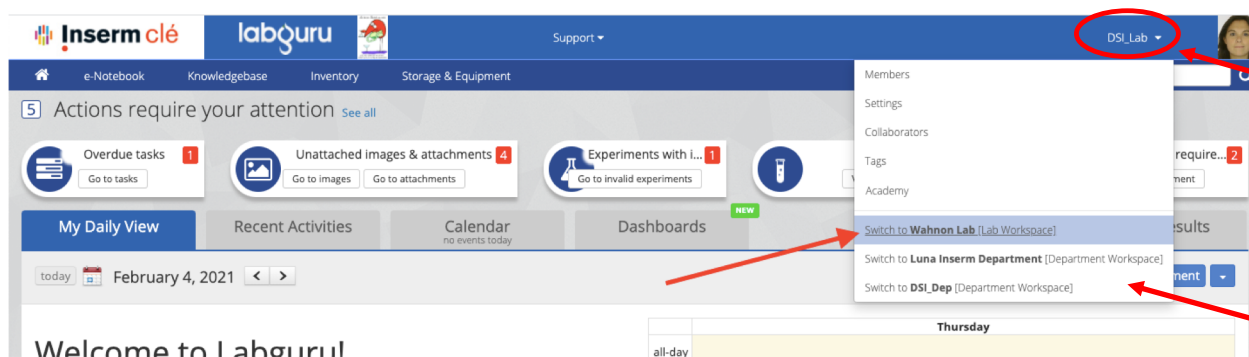 Inserm clé
labguru
Support
DSI_Lab
e-Notebook
Knowledgebase
Inventory
Storage & Equipment
5 Actions require your attention See all
Overdue tasks 1
Go to tasks
Unattached images & attachments 4
Go to images Go to attachments
Experiments with i... 1
Go to invalid experiments
require... 2
Members
Settings
Collaborators
Tags
Academy
Switch to Wahnon Lab [Lab Workspace]
Switch to Luna Inserm Department [Department Workspace]
Switch to DSI_Dep [Department Workspace]
My Daily View
Recent Activities
Calendar
no events today
Dashboards
NEW
today February 4, 2021 < >
Welcome to Labguru!
Thursday
all-day